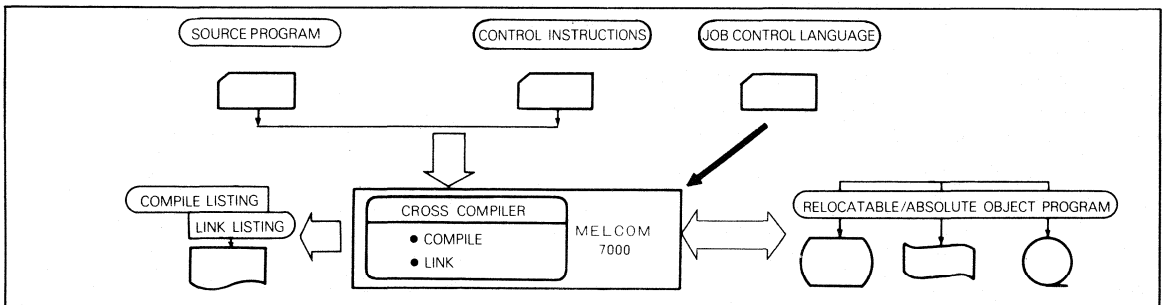 SOURCE PROGRAM
CONTROL INSTRUCTIONS
JOB CONTROL LANGUAGE
COMPILE LISTING
LINK LISTING
CROSS COMPILER
• COMPILE
• LINK
MELCOM
7000
RELOCATABLE/ABSOLUTE OBJECT PROGRAM